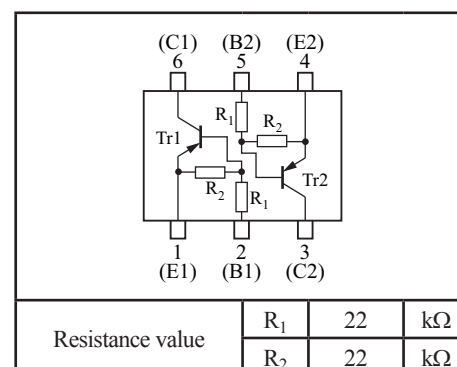 (C1) (B2) (E2)
6 5 4
R1 R2
Tr1
R2 R1 Tr2
1 2 3
(E1) (B1) (C2)
Resistance value R1 22 kΩ
R2 22 kΩ